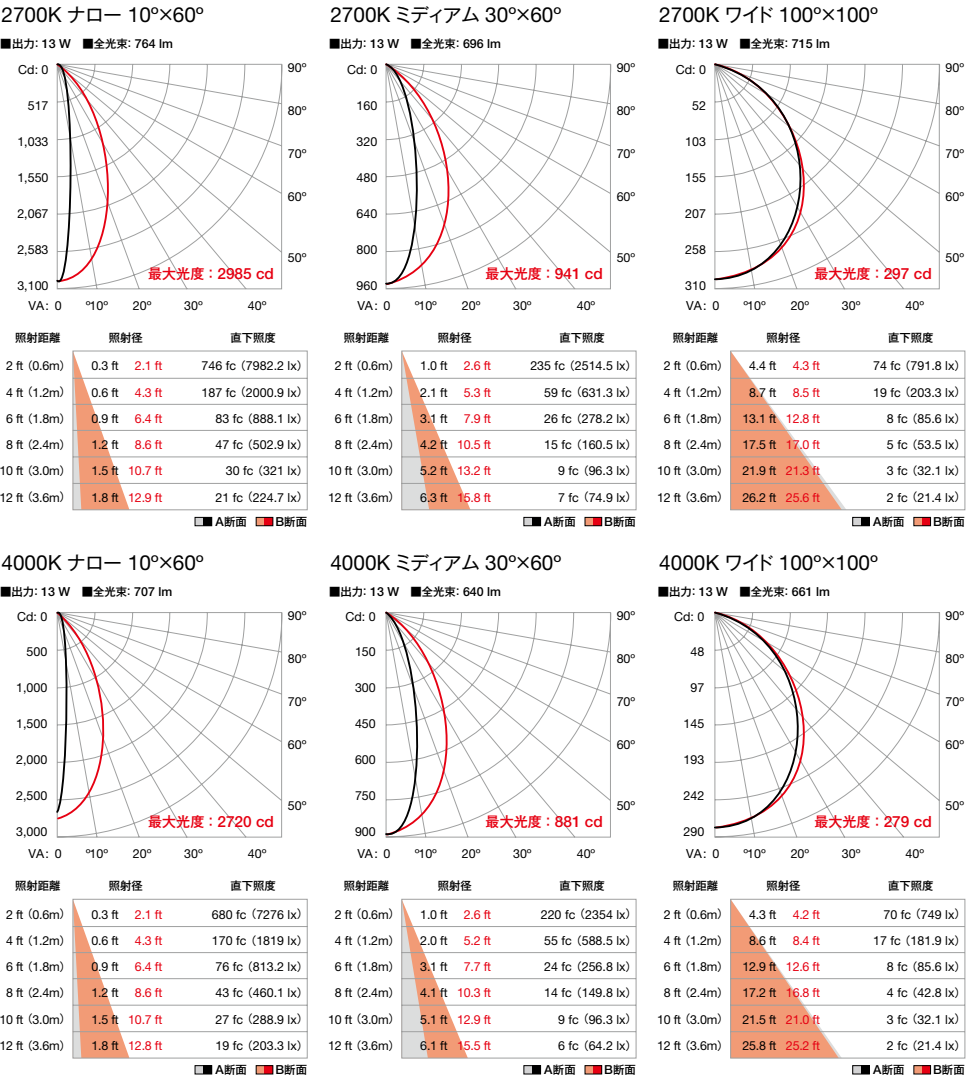 2700K ナロー 10º×60º
■出力: 13 W ■全光束: 764 lm
Cd: 0
517
1,033
1,550
2,067
2,583
3,100
90º
80º
70º
60º
50º
最大光度：2985 cd
VA: 0 10º 20º 30º 40º
照射距離 照射径 直下照度
2 ft（0.6m） 0.3 ft 2.1 ft 746 fc（7982.2 lx）
4 ft（1.2m） 0.6 ft 4.3 ft 187 fc（2000.9 lx）
6 ft（1.8m） 0.9 ft 6.4 ft 83 fc（888.1 lx）
8 ft（2.4m） 1.2 ft 8.6 ft 47 fc（502.9 lx）
10 ft（3.0m） 1.5 ft 10.7 ft 30 fc（321 lx）
12 ft（3.6m） 1.8 ft 12.9 ft 21 fc（224.7 lx）
A断面 B断面
2700K ミディアム 30º×60º
■出力: 13 W ■全光束: 696 lm
Cd: 0
160
320
480
640
800
960
90º
80º
70º
60º
50º
最大光度：941 cd
VA: 0 10º 20º 30º 40º
照射距離 照射径 直下照度
2 ft（0.6m） 1.0 ft 2.6 ft 235 fc（2514.5 lx）
4 ft（1.2m） 2.1 ft 5.3 ft 59 fc（631.3 lx）
6 ft（1.8m） 3.1 ft 7.9 ft 26 fc（278.2 lx）
8 ft（2.4m） 4.2 ft 10.5 ft 15 fc（160.5 lx）
10 ft（3.0m） 5.2 ft 13.2 ft 9 fc（96.3 lx）
12 ft（3.6m） 6.3 ft 15.8 ft 7 fc（74.9 lx）
A断面 B断面
2700K ワイド 100º×100º
■出力: 13 W ■全光束: 715 lm
Cd: 0
52
103
155
207
258
310
90º
80º
70º
60º
50º
最大光度：297 cd
VA: 0 10º 20º 30º 40º
照射距離 照射径 直下照度
2 ft（0.6m） 4.4 ft 4.3 ft 74 fc（791.8 lx）
4 ft（1.2m） 8.7 ft 8.5 ft 19 fc（203.3 lx）
6 ft（1.8m） 13.1 ft 12.8 ft 8 fc（85.6 lx）
8 ft（2.4m） 17.5 ft 17.0 ft 5 fc（53.5 lx）
10 ft（3.0m） 21.9 ft 21.3 ft 3 fc（32.1 lx）
12 ft（3.6m） 26.2 ft 25.6 ft 2 fc（21.4 lx）
A断面 B断面
4000K ナロー 10º×60º
■出力: 13 W ■全光束: 707 lm
Cd: 0
500
1,000
1,500
2,000
2,500
3,000
90º
80º
70º
60º
50º
最大光度：2720 cd
VA: 0 10º 20º 30º 40º
照射距離 照射径 直下照度
2 ft（0.6m） 0.3 ft 2.1 ft 680 fc（7276 lx）
4 ft（1.2m） 0.6 ft 4.3 ft 170 fc（1819 lx）
6 ft（1.8m） 0.9 ft 6.4 ft 76 fc（813.2 lx）
8 ft（2.4m） 1.2 ft 8.6 ft 43 fc（460.1 lx）
10 ft（3.0m） 1.5 ft 10.7 ft 27 fc（288.9 lx）
12 ft（3.6m） 1.8 ft 12.8 ft 19 fc（203.3 lx）
A断面 B断面
4000K ミディアム 30º×60º
■出力: 13 W ■全光束: 640 lm
Cd: 0
150
300
450
600
750
900
90º
80º
70º
60º
50º
最大光度：881 cd
VA: 0 10º 20º 30º 40º
照射距離 照射径 直下照度
2 ft（0.6m） 1.0 ft 2.6 ft 220 fc（2354 lx）
4 ft（1.2m） 2.0 ft 5.2 ft 55 fc（588.5 lx）
6 ft（1.8m） 3.1 ft 7.7 ft 24 fc（256.8 lx）
8 ft（2.4m） 4.1 ft 10.3 ft 14 fc（149.8 lx）
10 ft（3.0m） 5.1 ft 12.9 ft 9 fc（96.3 lx）
12 ft（3.6m） 6.1 ft 15.5 ft 6 fc（64.2 lx）
A断面 B断面
4000K ワイド 100º×100º
■出力: 13 W ■全光束: 661 lm
Cd: 0
48
97
145
193
242
290
90º
80º
70º
60º
50º
最大光度：279 cd
VA: 0 10º 20º 30º 40º
照射距離 照射径 直下照度
2 ft（0.6m） 4.3 ft 4.2 ft 70 fc（749 lx）
4 ft（1.2m） 8.6 ft 8.4 ft 17 fc（181.9 lx）
6 ft（1.8m） 12.9 ft 12.6 ft 8 fc（85.6 lx）
8 ft（2.4m） 17.2 ft 16.8 ft 4 fc（42.8 lx）
10 ft（3.0m） 21.5 ft 21.0 ft 3 fc（32.1 lx）
12 ft（3.6m） 25.8 ft 25.2 ft 2 fc（21.4 lx）
A断面 B断面